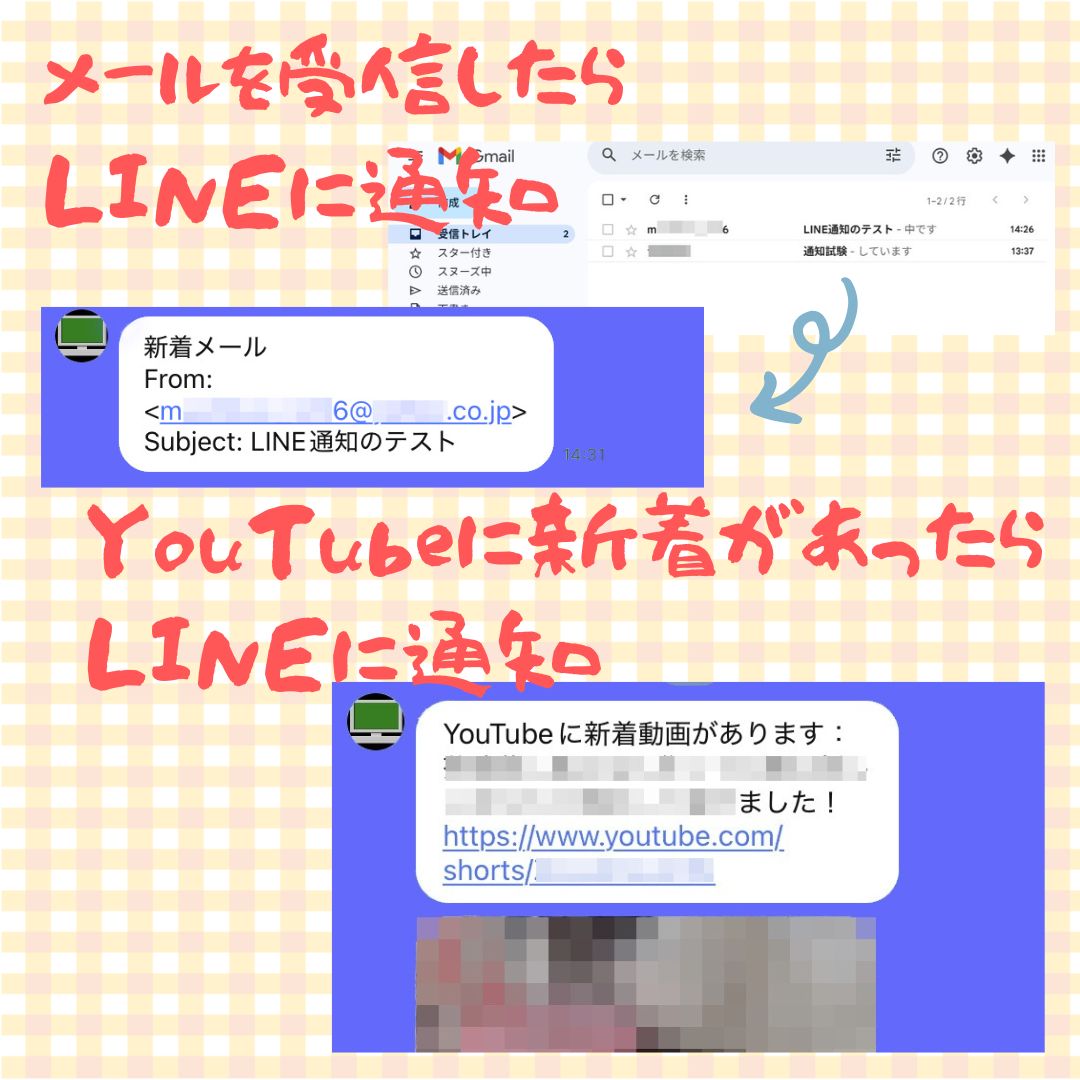 メールを受信したら
LINEに通知
Gmail
メールを検索
作成
1–2 / 2 行
受信トレイ 2
m 6 LINE通知のテスト - 中です 14:26
スター付き
通知試験 - しています 13:37
スヌーズ中
送信済み
下書き
新着メール
From:
<m 6@ .co.jp>
Subject: LINE通知のテスト
14:31
YouTubeに新着があったら
LINEに通知
YouTubeに新着動画があります：
ました！
https://www.youtube.com/
shorts/